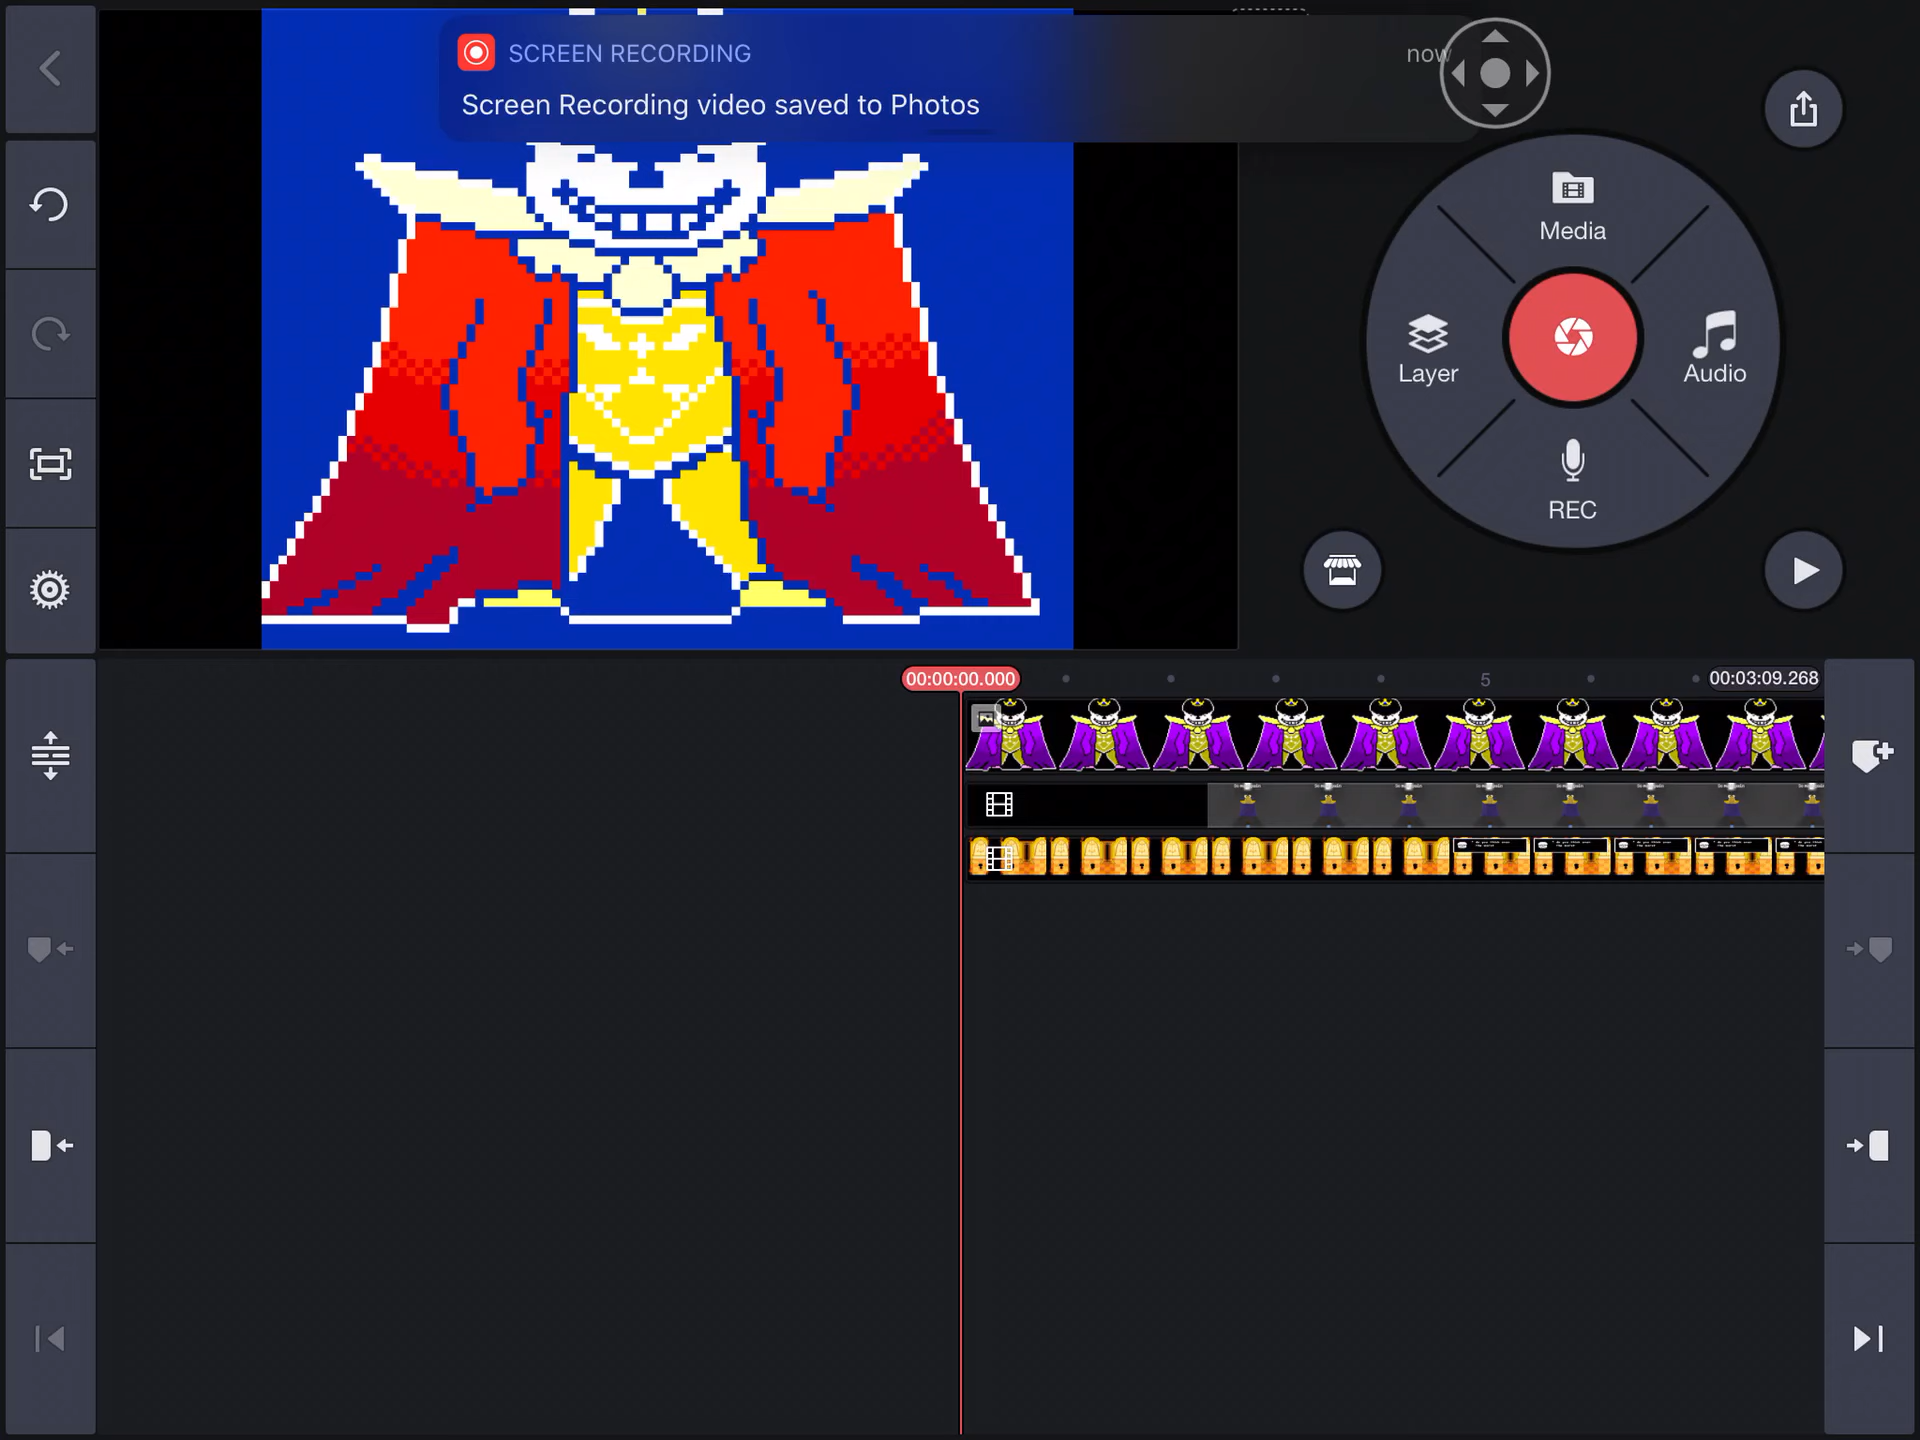 SCREEN RECORDING
now
Screen Recording video saved to Photos
Media
Layer
Audio
REC
00:00:00.000
5
00:03:09.268